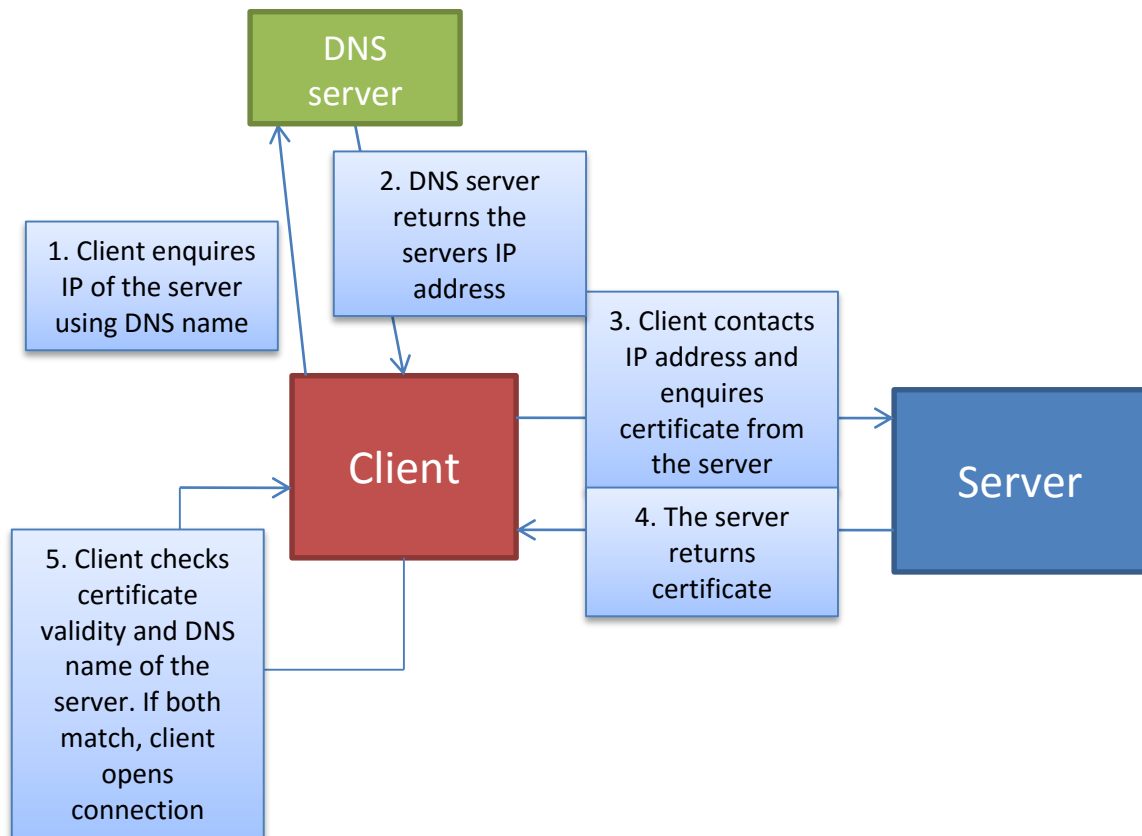 DNS
server
1. Client enquires
IP of the server
using DNS name
2. DNS server
returns the
servers IP
address
3. Client contacts
IP address and
enquires
certificate from
the server
Client
Server
4. The server
returns
certificate
5. Client checks
certificate
validity and DNS
name of the
server. If both
match, client
opens
connection